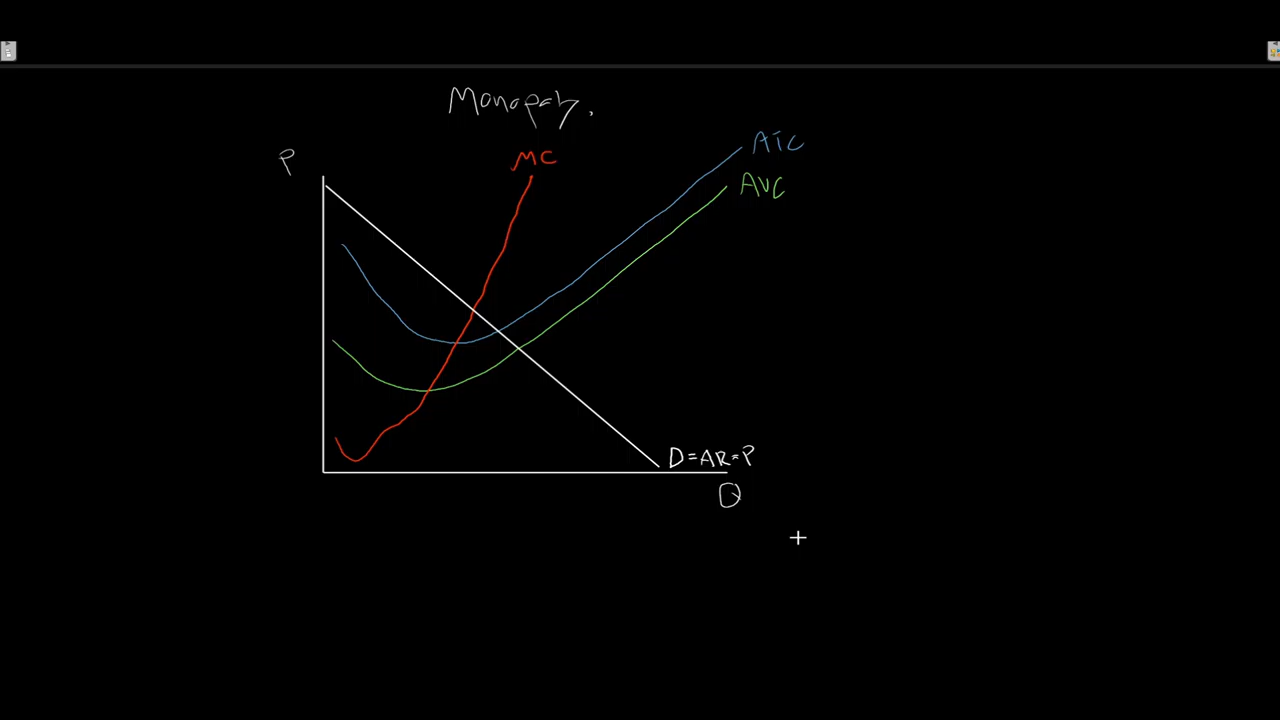 Monopoly.
P
MC
ATC
AVC
D=AR=P
Q